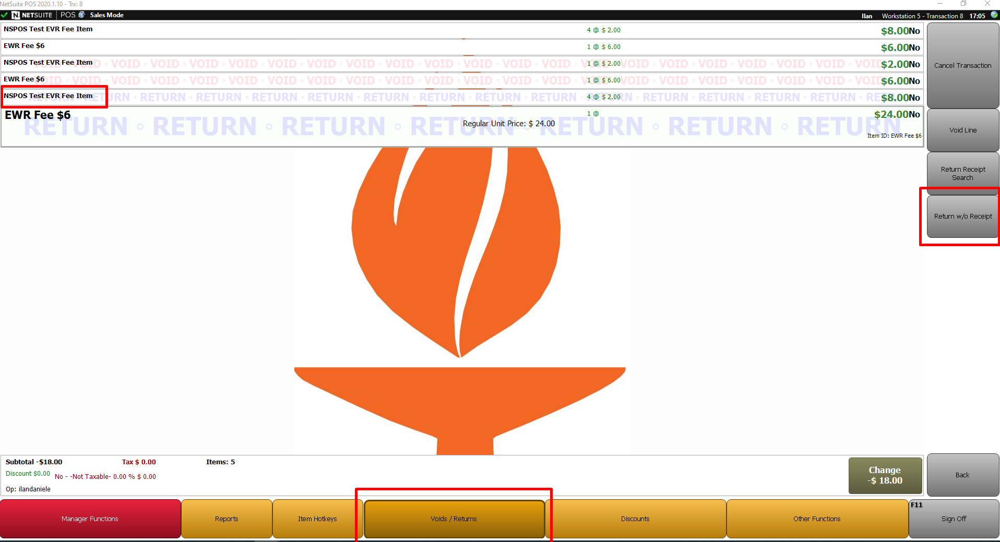 NetSuite POS 2020.1.10 - Trx: 8
N NETSUITE POS Sales Mode Ilan Workstation 5 - Transaction 8 17:05
NSPOS Test EVR Fee Item 4 @ $ 2.00 $8.00No
EWR Fee $6 1 @ $ 6.00 $6.00No
NSPOS Test EVR Fee Item 1 @ $ 2.00 $2.00No
VOID ◦ VOID ◦ VOID ◦ VOID ◦ VOID ◦ VOID ◦ VOID ◦ VOID ◦ VOID ◦ VOID ◦ VOID ◦ VOID ◦ VOID ◦ VOID ◦ VOID ◦ VOID ◦ VOID ◦ VOID ◦ VOID ◦ VOID ◦ VOID ◦ VOID
EWR Fee $6 1 @ $ 6.00 $6.00No
VOID ◦ VOID ◦ VOID ◦ VOID ◦ VOID ◦ VOID ◦ VOID ◦ VOID ◦ VOID ◦ VOID ◦ VOID ◦ VOID ◦ VOID ◦ VOID ◦ VOID ◦ VOID ◦ VOID ◦ VOID ◦ VOID ◦ VOID ◦ VOID ◦ VOID
NSPOS Test EVR Fee Item 4 @ $ 2.00 $8.00No
RETURN ◦ RETURN ◦ RETURN ◦ RETURN ◦ RETURN ◦ RETURN ◦ RETURN ◦ RETURN ◦ RETURN ◦ RETURN ◦ RETURN ◦ RETURN ◦ RETURN ◦ RETURN ◦ RETURN ◦ RETURN
EWR Fee $6 1 @ $24.00No
RETURN ◦ RETURN ◦ RETURN ◦ RETURN ◦ RETURN ◦ RETURN ◦ RETURN
Regular Unit Price: $ 24.00
Item ID: EWR Fee $6
Cancel Transaction
Void Line
Return Receipt
Search
Return w/o Receipt
Subtotal -$18.00 Tax $ 0.00 Items: 5
Discount $0.00 No - -Not Taxable- 0.00 % $ 0.00
Op: ilandaniele
Change
-$ 18.00
Back
Manager Functions
Reports
Item Hotkeys
Voids / Returns
Discounts
Other Functions
F11
Sign Off